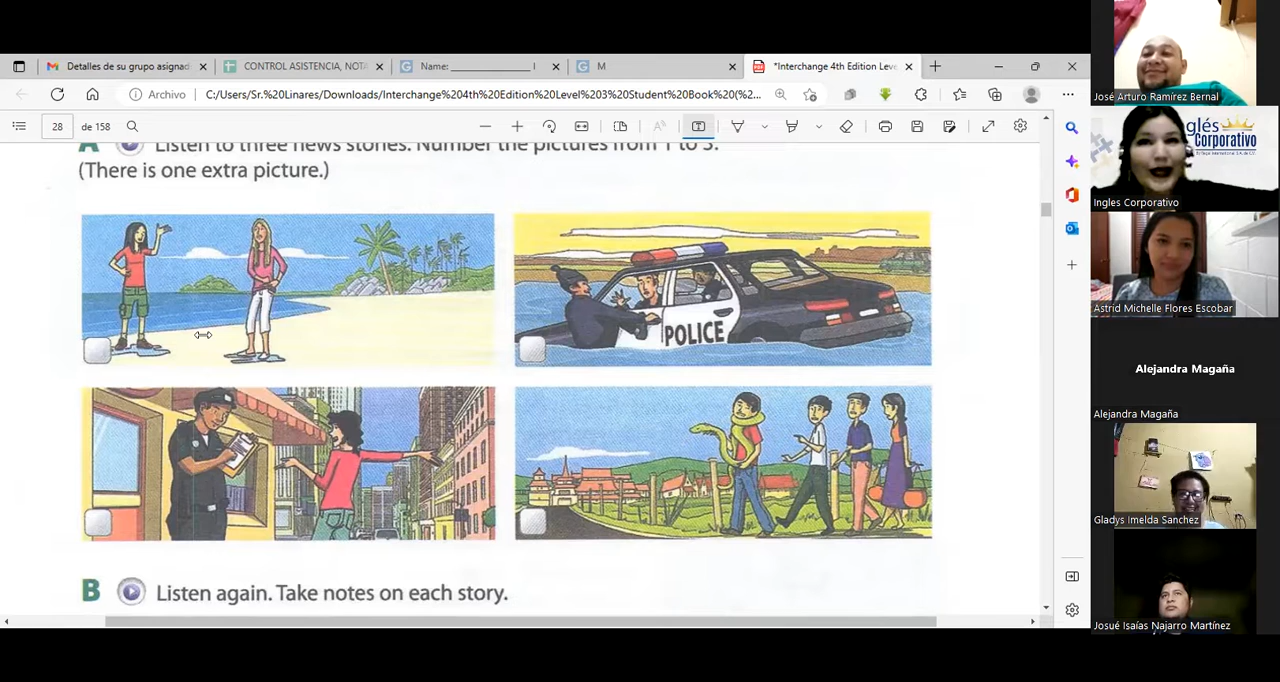 Detalles de su grupo asignad
CONTROL ASISTENCIA, NOTA
Name: __________________ I
M
*Interchange 4th Edition Leve
Archivo
C:/Users/Sr.%20Linares/Downloads/Interchange%204th%20Edition%20Level%203%20Student%20Book%20(%2...
28
de 158
A Listen to three news stories. Number the pictures from 1 to 3.
(There is one extra picture.)
POLICE
B Listen again. Take notes on each story.
José Arturo Ramírez Bernal
glés
Corporativo
Ingles Corporativo
Astrid Michelle Flores Escobar
Alejandra Magaña
Alejandra Magaña
Gladys Imelda Sanchez
Josué Isaías Najarro Martínez